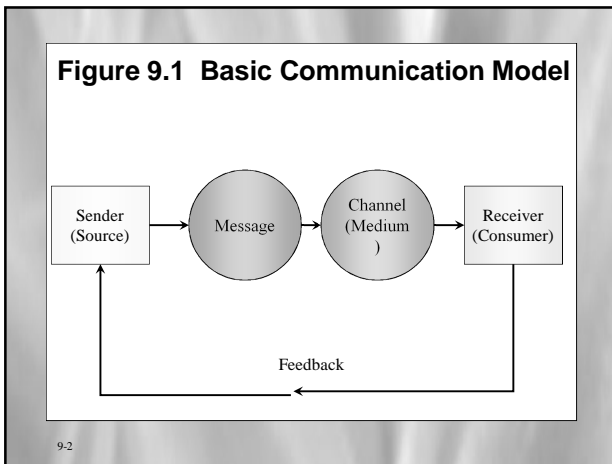 Figure 9.1 Basic Communication Model
Sender
(Source)
Message
Channel
(Medium
)
Receiver
(Consumer)
Feedback
9-2